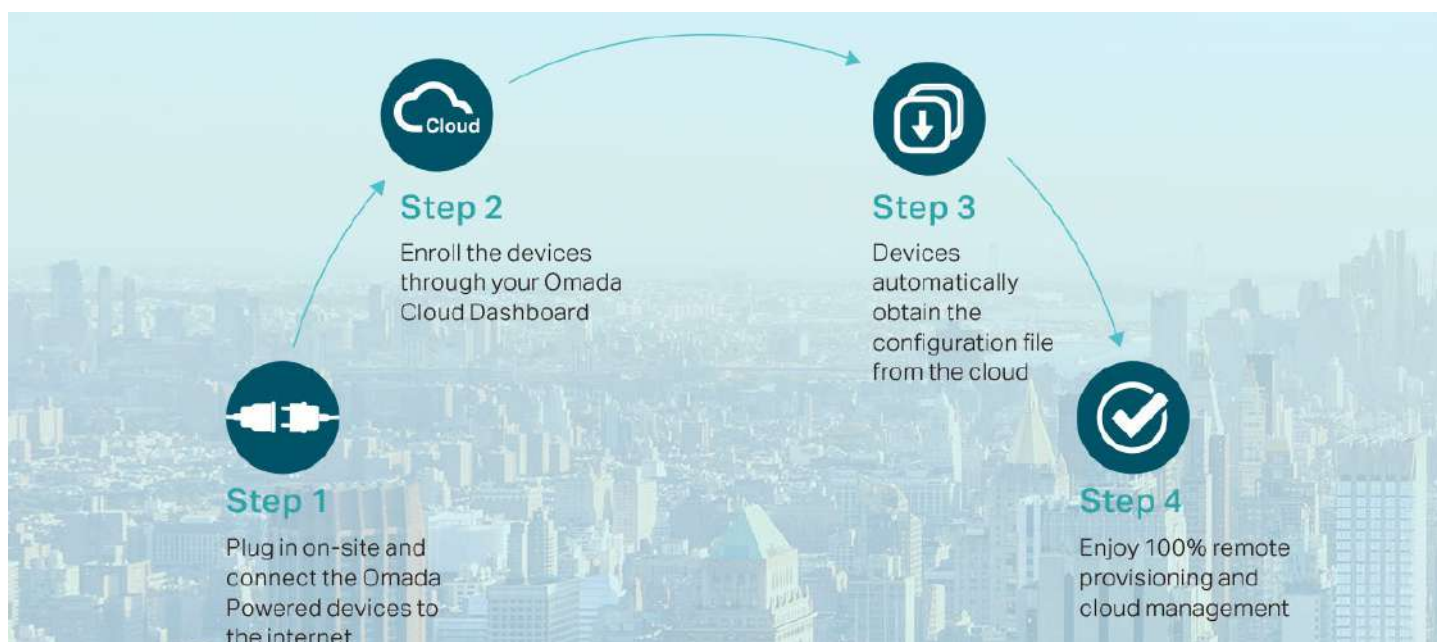 Cloud
Step 2
Enroll the devices
through your Omada
Cloud Dashboard
Step 3
Devices
automatically
obtain the
configuration file
from the cloud
Step 1
Plug in on-site and
connect the Omada
Powered devices to
the internet
Step 4
Enjoy 100% remote
provisioning and
cloud management